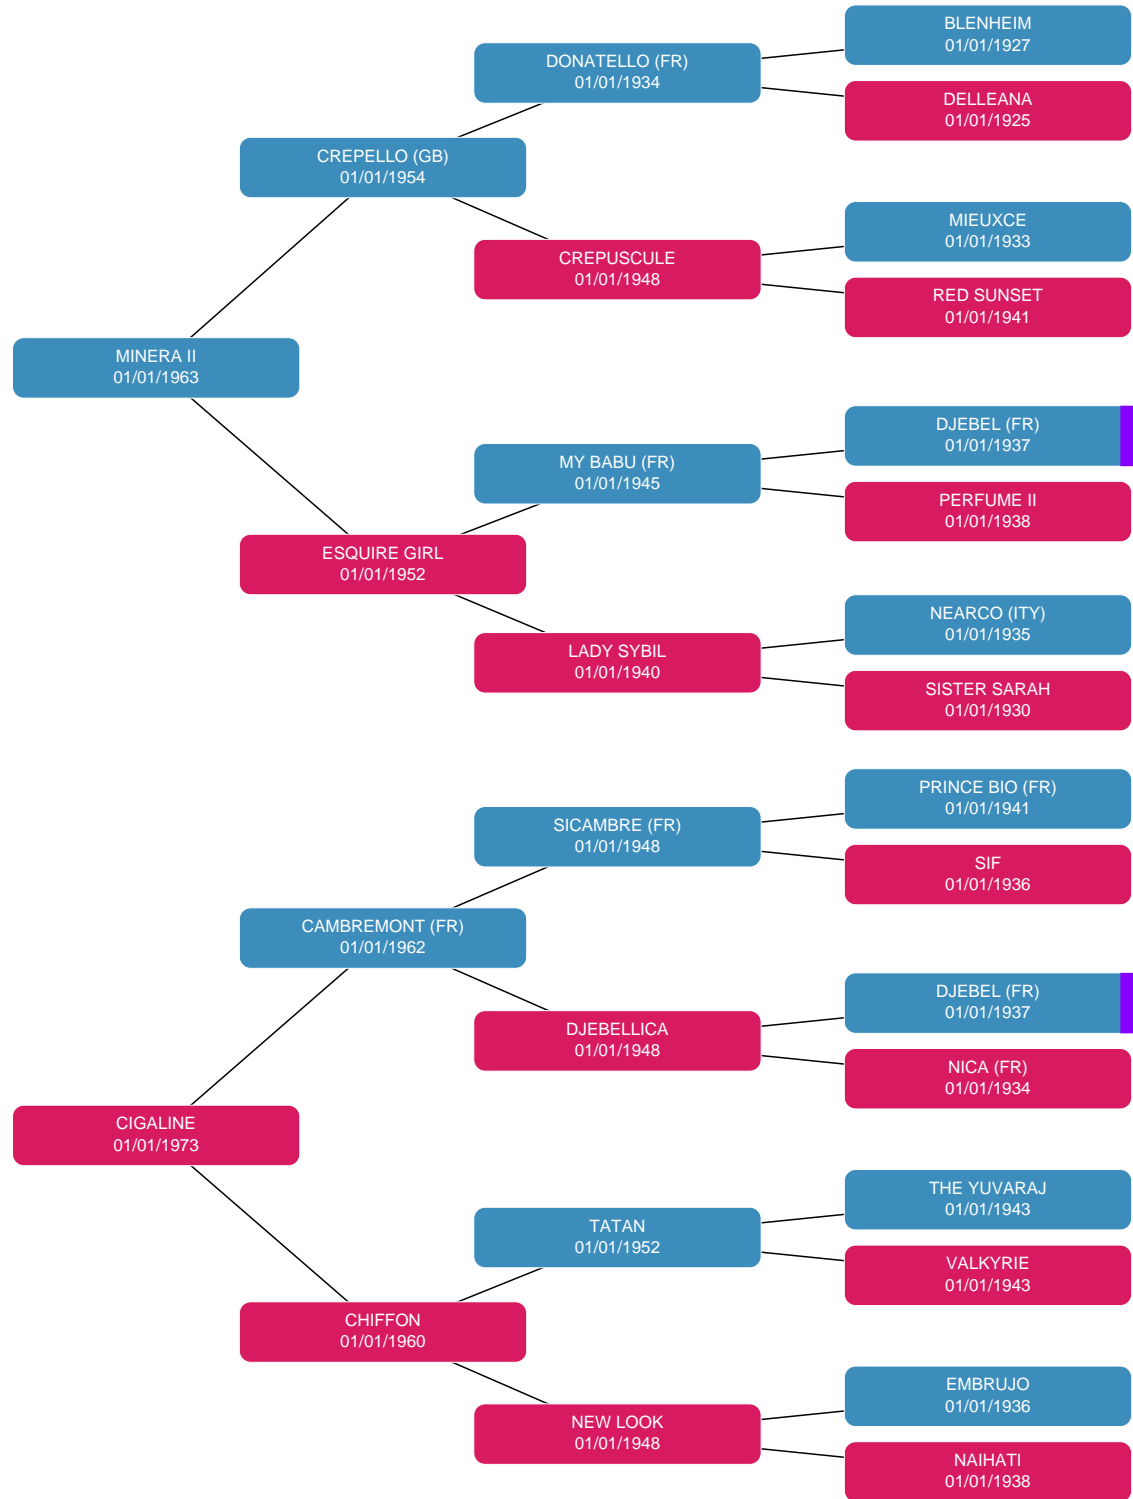 BLENHEIM
01/01/1927
DONATELLO (FR)
01/01/1934
DELLEANA
01/01/1925
CREPELLO (GB)
01/01/1954
MIEUXCE
01/01/1933
CREPUSCULE
01/01/1948
RED SUNSET
01/01/1941
MINERA II
01/01/1963
DJEBEL (FR)
01/01/1937
MY BABU (FR)
01/01/1945
PERFUME II
01/01/1938
ESQUIRE GIRL
01/01/1952
NEARCO (ITY)
01/01/1935
LADY SYBIL
01/01/1940
SISTER SARAH
01/01/1930
PRINCE BIO (FR)
01/01/1941
SICAMBRE (FR)
01/01/1948
SIF
01/01/1936
CAMBREMONT (FR)
01/01/1962
DJEBEL (FR)
01/01/1937
DJEBELLICA
01/01/1948
NICA (FR)
01/01/1934
CIGALINE
01/01/1973
THE YUVARAJ
01/01/1943
TATAN
01/01/1952
VALKYRIE
01/01/1943
CHIFFON
01/01/1960
EMBRUJO
01/01/1936
NEW LOOK
01/01/1948
NAIHATI
01/01/1938